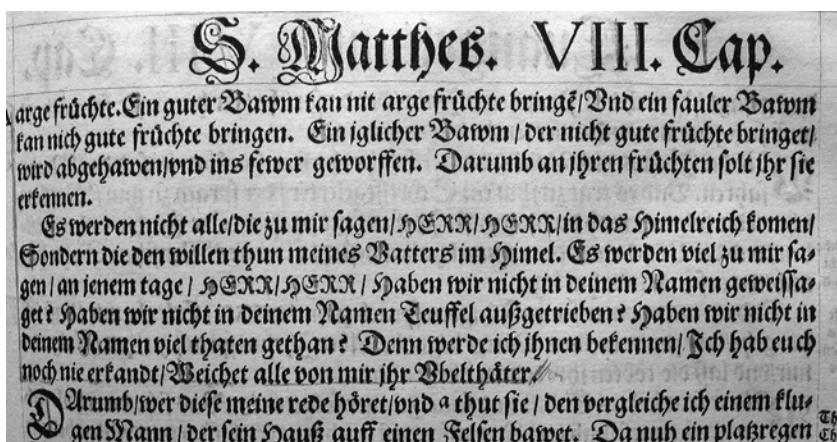 S. Matthes. VIII. Cap.
arge früchte. Ein guter Bawm kan nit arge früchte bringẽ/Vnd ein fauler Bawm
kan nich gute früchte bringen. Ein iglicher Bawm / der nicht gute früchte bringet/
wird abgehawen/vnd ins fewer geworffen. Darumb an jhren früchten solt jhr sie
erkennen.
Es werden nicht alle/die zu mir sagen/HERR/HERR/in das Himelreich komen/
Sondern die den willen thun meines Vatters im Himel. Es werden viel zu mir sa-
gen/an jenem tage / HERR/HERR / Haben wir nicht in deinem Namen geweissa-
get? Haben wir nicht in deinem Namen Teuffel außgetrieben? Haben wir nicht in
deinem Namen viel thaten gethan? Denn werde ich jhnen bekennen/ Ich hab euch
noch nie erkandt/Weichet alle von mir jhr Vbelthäter/
DArumb/wer diese meine rede höret/vnd a thut sie / den vergleiche ich einem klu-
gen Mann / der sein Hauß auff einen Felsen bawet. Da nuh ein platzregen